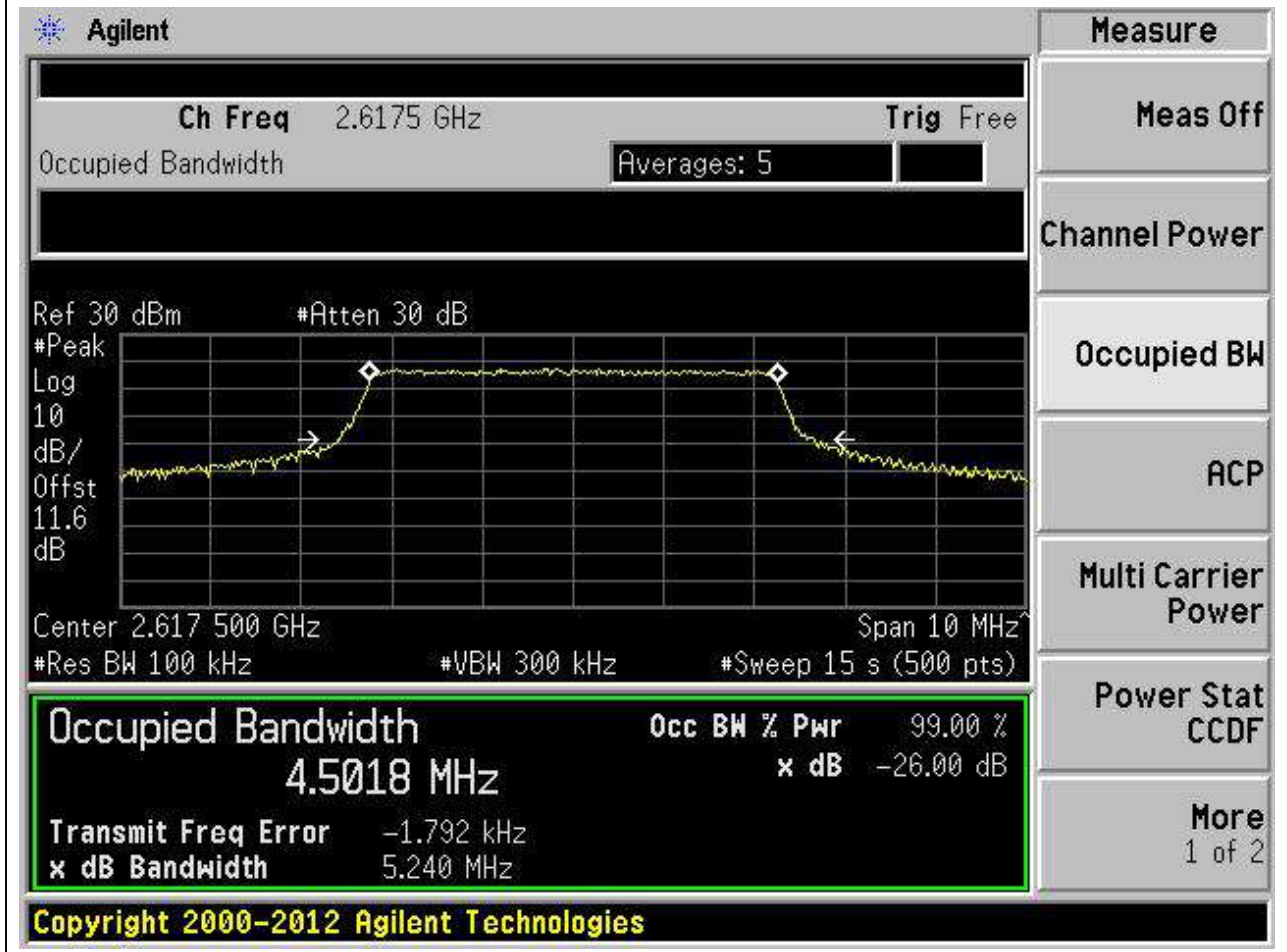 Agilent
Measure
Ch Freq 2.6175 GHz Trig Free
Occupied Bandwidth Averages: 5
Ref 30 dBm #Atten 30 dB
#Peak
Log
10
dB/
Offst
11.6
dB
Center 2.617 500 GHz Span 10 MHz^
#Res BW 100 kHz #VBW 300 kHz #Sweep 15 s (500 pts)
Occupied Bandwidth Occ BW % Pwr 99.00 %
4.5018 MHz x dB -26.00 dB
Transmit Freq Error -1.792 kHz
x dB Bandwidth 5.240 MHz
Meas Off
Channel Power
Occupied BW
ACP
Multi Carrier
Power
Power Stat
CCDF
More
1 of 2
Copyright 2000-2012 Agilent Technologies